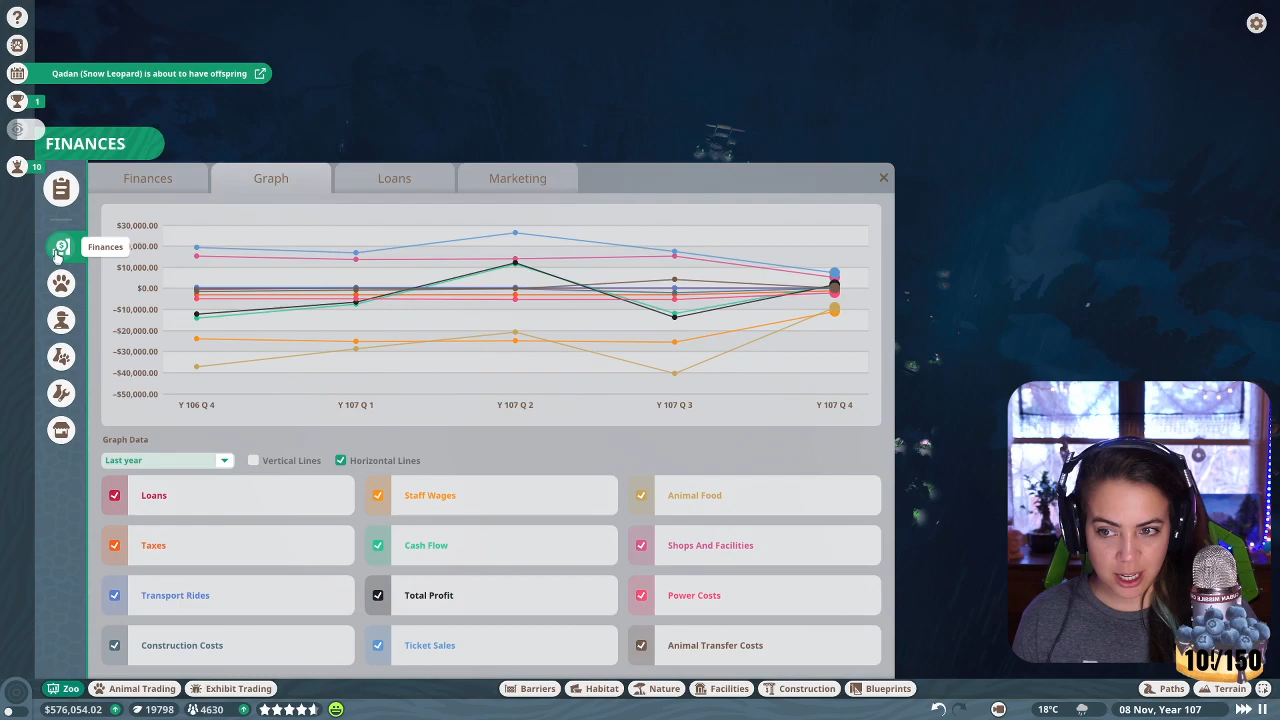 ?
Qadan (Snow Leopard) is about to have offspring
1
FINANCES
10
Finances
Graph
Loans
Marketing
Finances
$30,000.00
$10,000.00
$0.00
–$10,000.00
–$20,000.00
–$30,000.00
–$40,000.00
–$50,000.00
Y 106 Q 4
Y 107 Q 1
Y 107 Q 2
Y 107 Q 3
Y 107 Q 4
Graph Data
Last year
Vertical Lines
Horizontal Lines
Loans
Staff Wages
Animal Food
Taxes
Cash Flow
Shops And Facilities
Transport Rides
Total Profit
Power Costs
Construction Costs
Ticket Sales
Animal Transfer Costs
10/150
Zoo
Animal Trading
Exhibit Trading
Barriers
Habitat
Nature
Facilities
Construction
Blueprints
Paths
Terrain
$576,054.02
19798
4630
18°C
08 Nov, Year 107